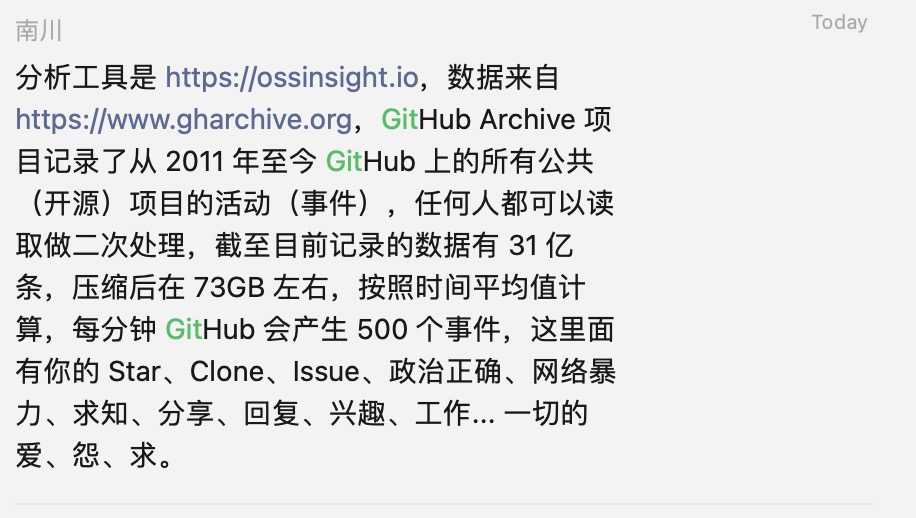 南川
Today
分析工具是 https://ossinsight.io，数据来自
https://www.gharchive.org，GitHub Archive 项
目记录了从 2011 年至今 GitHub 上的所有公共
（开源）项目的活动（事件），任何人都可以读
取做二次处理，截至目前记录的数据有 31 亿
条，压缩后在 73GB 左右，按照时间平均值计
算，每分钟 GitHub 会产生 500 个事件，这里面
有你的 Star、Clone、Issue、政治正确、网络暴
力、求知、分享、回复、兴趣、工作... 一切的
爱、怨、求。